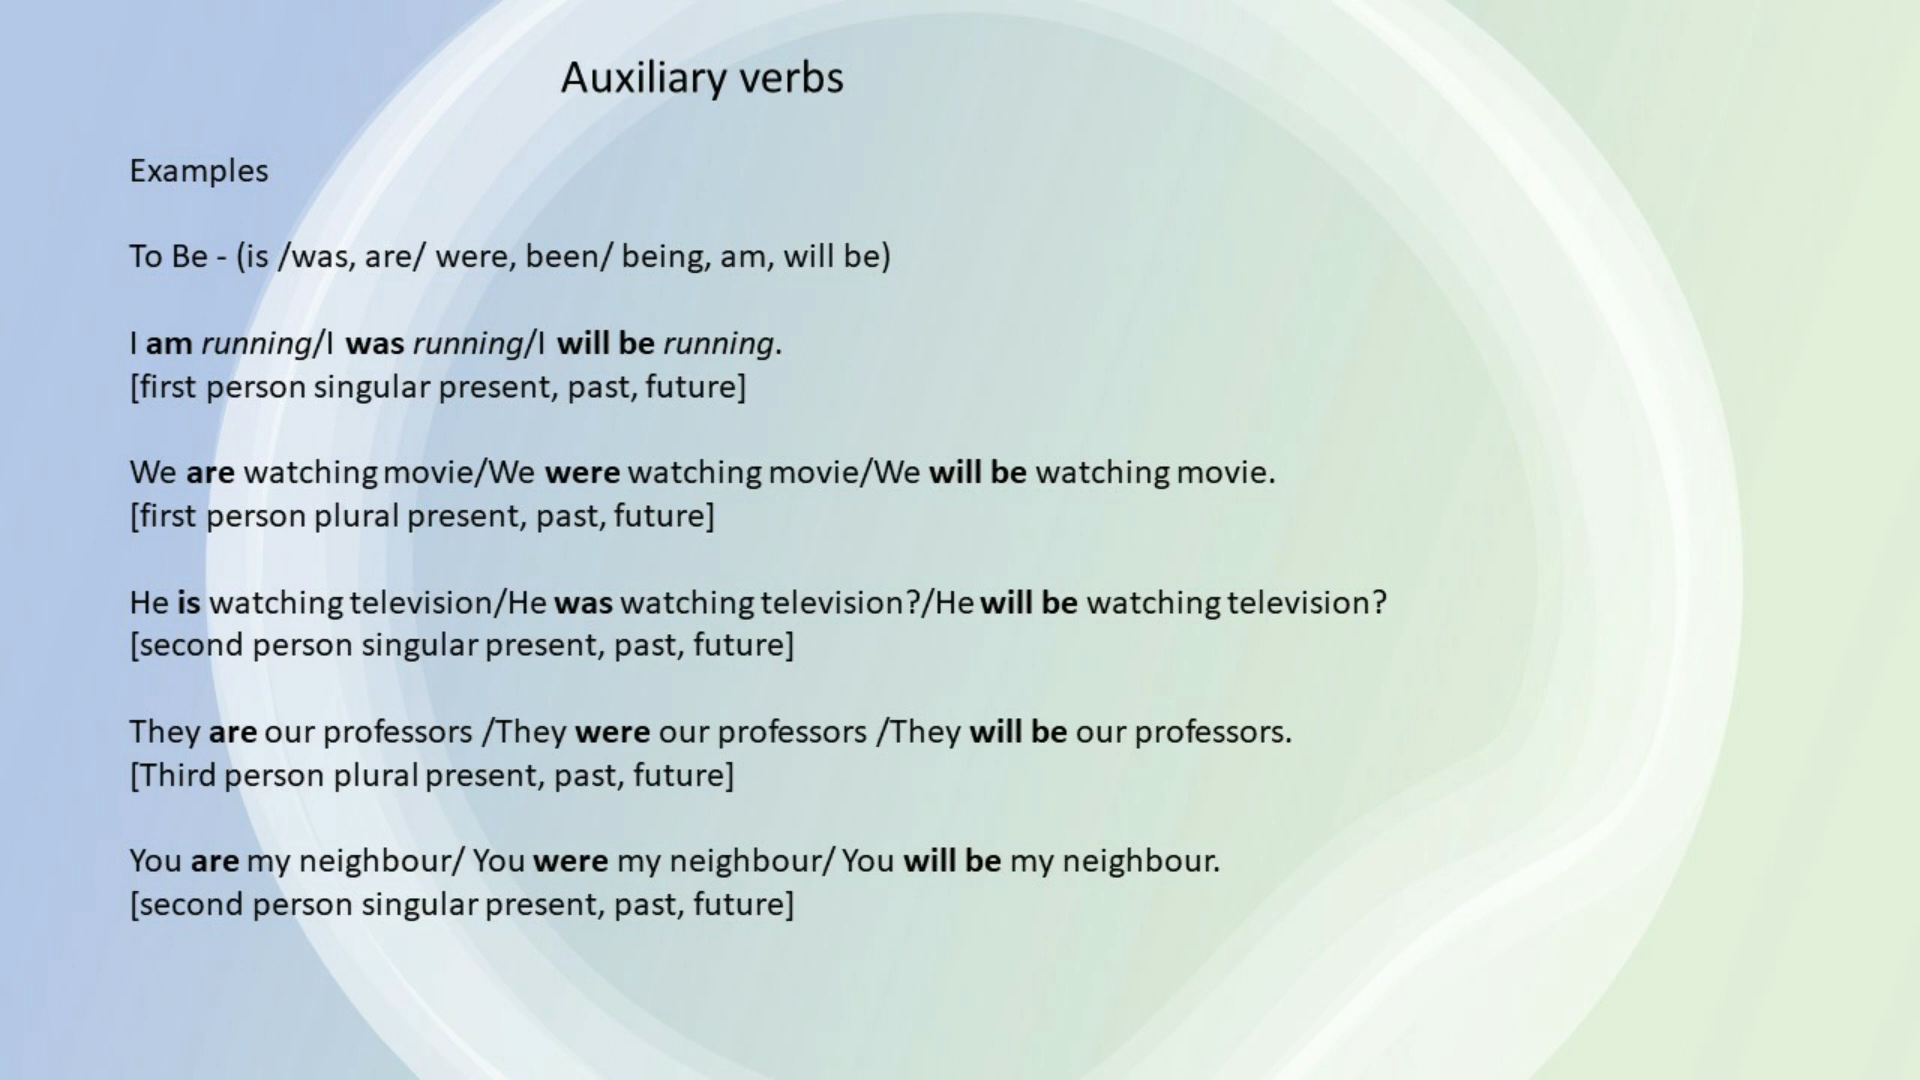 Auxiliary verbs
Examples
To Be - (is /was, are/ were, been/ being, am, will be)
I am running/I was running/I will be running.
[first person singular present, past, future]
We are watching movie/We were watching movie/We will be watching movie.
[first person plural present, past, future]
He is watching television/He was watching television?/He will be watching television?
[second person singular present, past, future]
They are our professors /They were our professors /They will be our professors.
[Third person plural present, past, future]
You are my neighbour/ You were my neighbour/ You will be my neighbour.
[second person singular present, past, future]